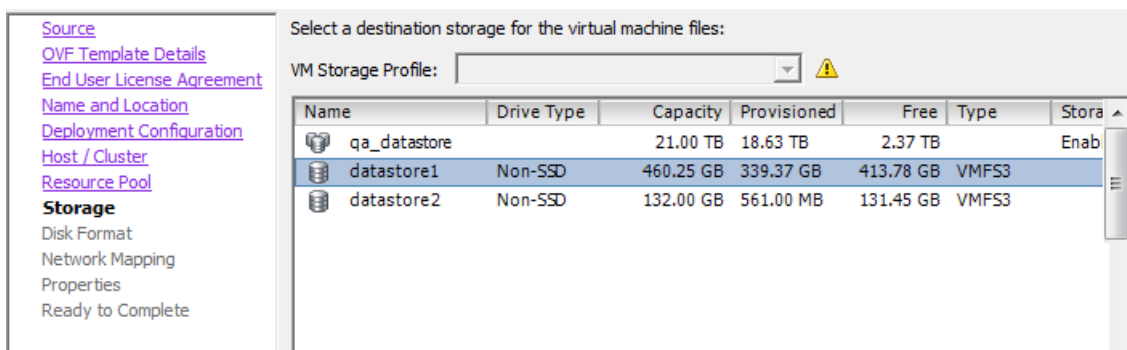 Source
OVF Template Details
End User License Agreement
Name and Location
Deployment Configuration
Host / Cluster
Resource Pool
Storage
Disk Format
Network Mapping
Properties
Ready to Complete
Select a destination storage for the virtual machine files:
VM Storage Profile:
Name Drive Type Capacity Provisioned Free Type Stora
qa_datastore 21.00 TB 18.63 TB 2.37 TB Enab
datastore1 Non-SSD 460.25 GB 339.37 GB 413.78 GB VMFS3
datastore2 Non-SSD 132.00 GB 561.00 MB 131.45 GB VMFS3